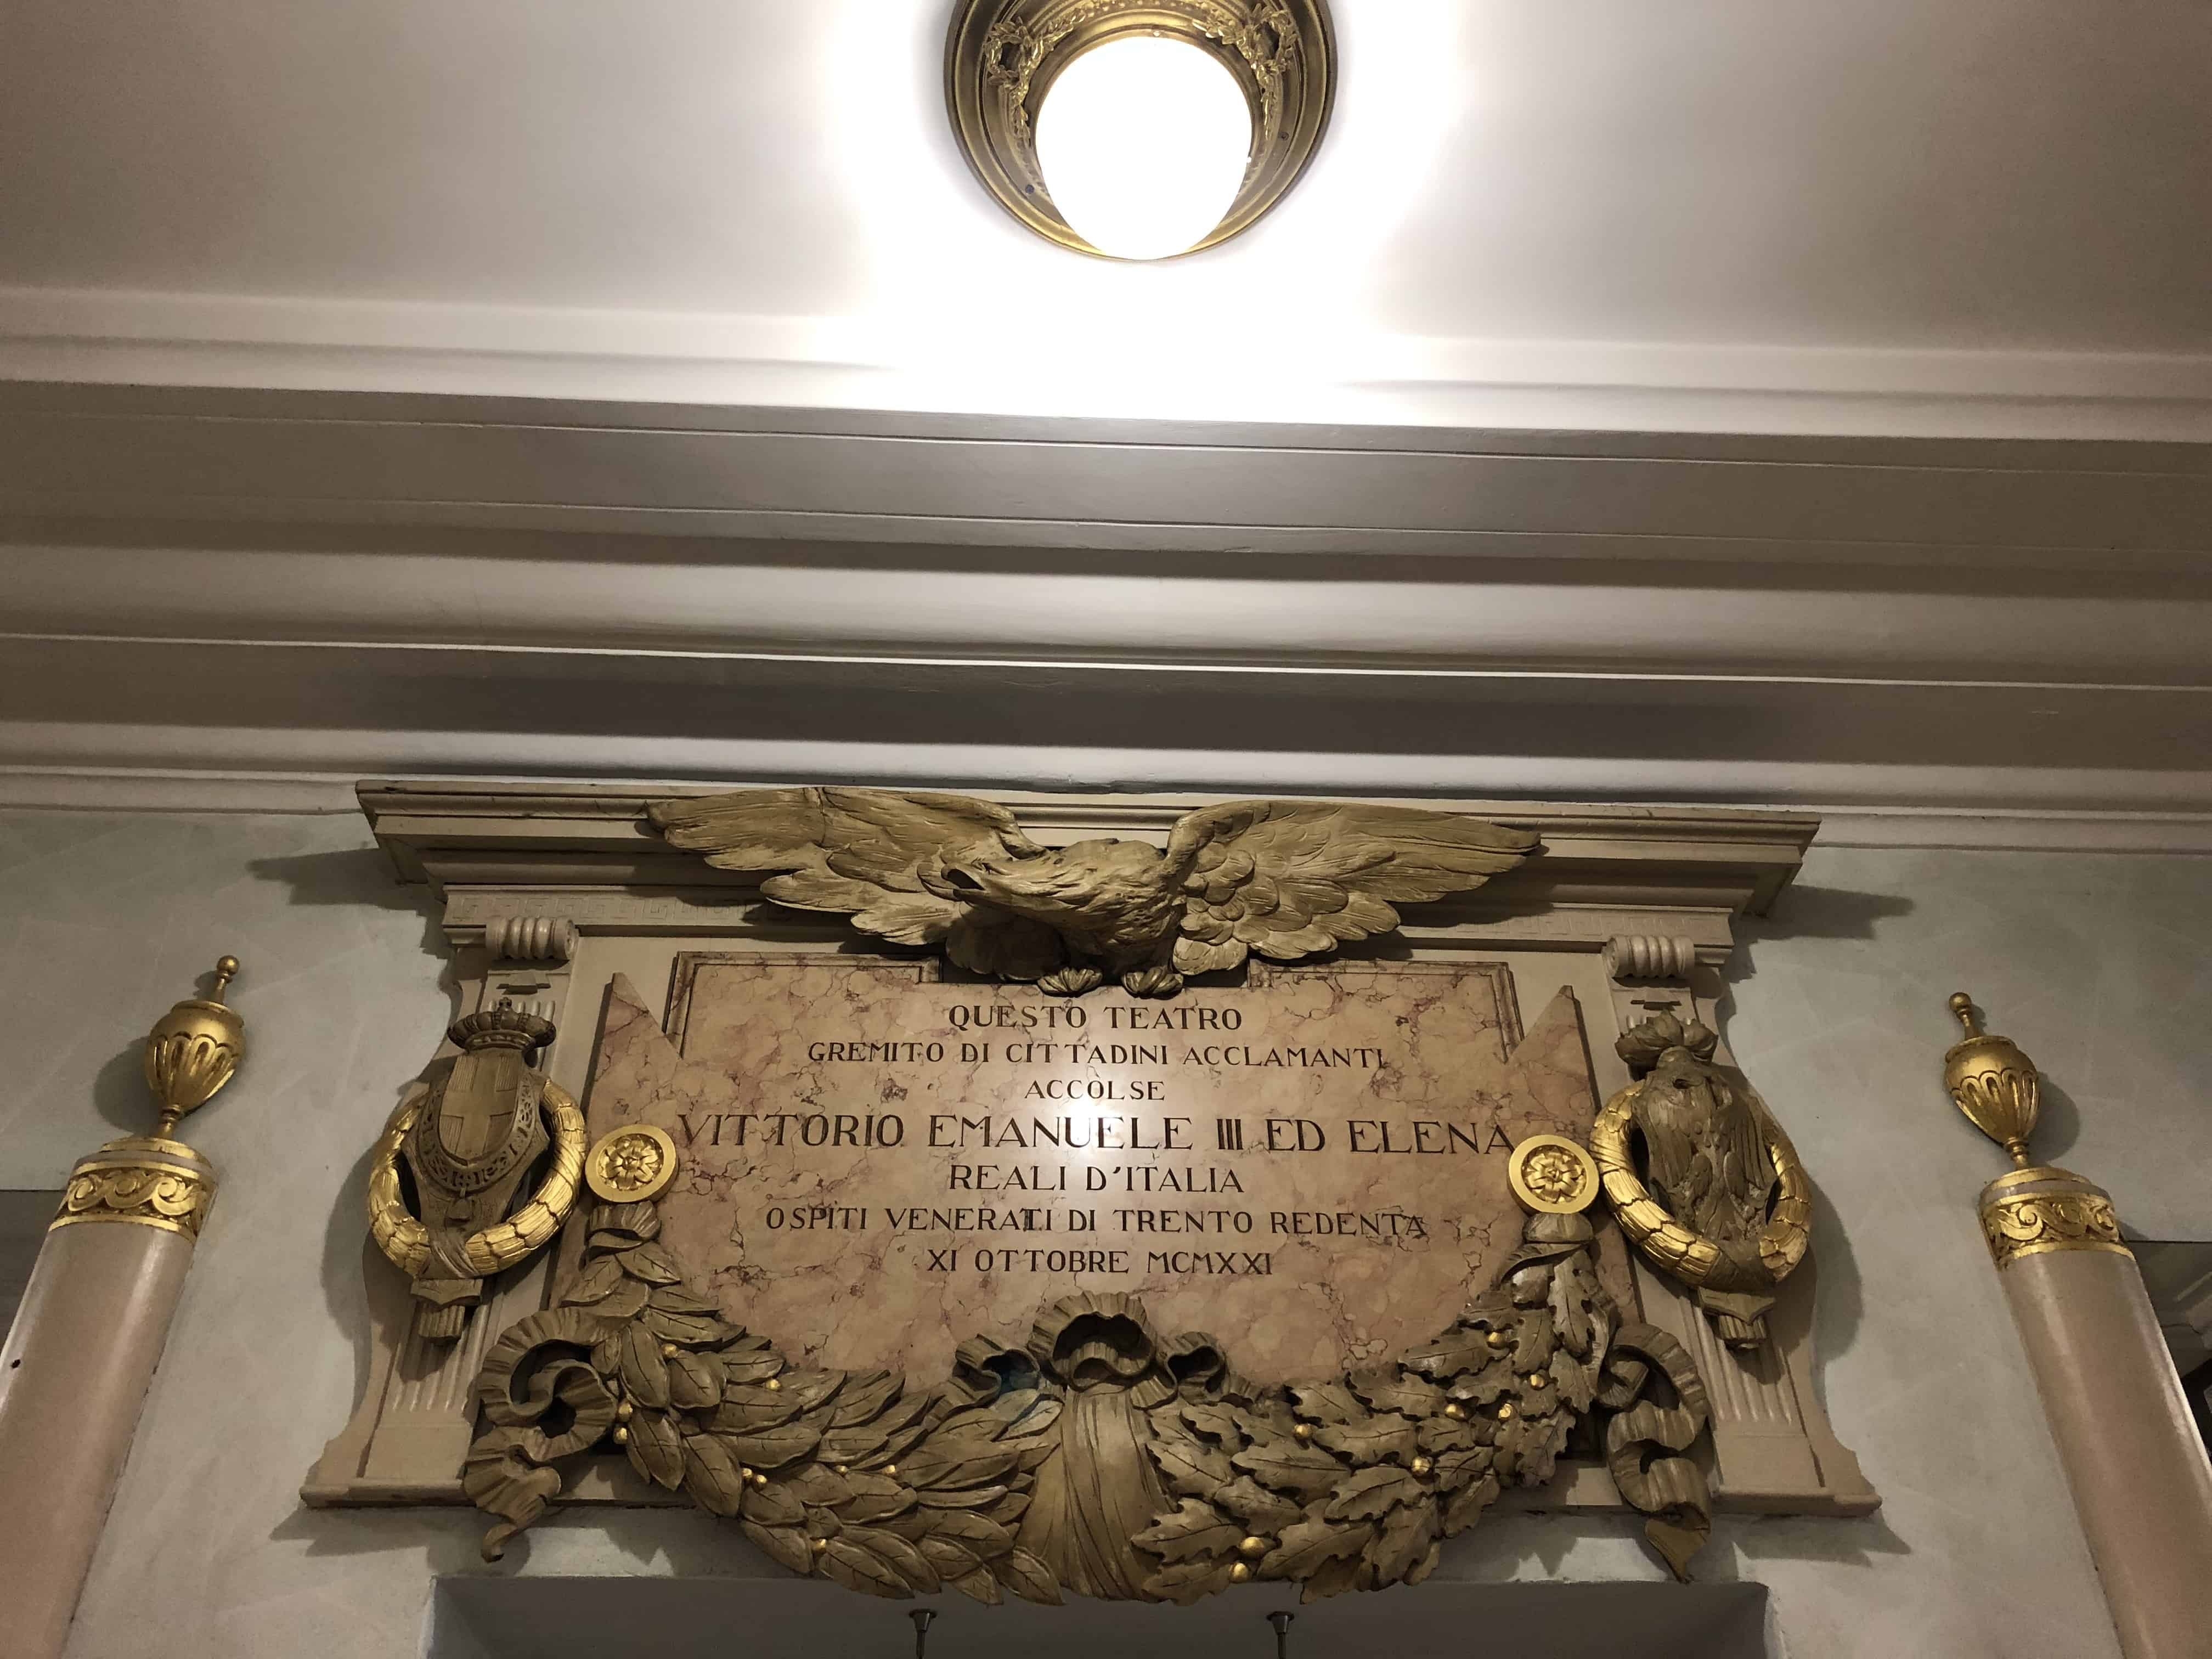 QUESTO TEATRO
GREMITO DI CITTADINI ACCLAMANTI
ACCOLSE
VITTORIO EMANUELE III ED ELENA
REALI D'ITALIA
OSPITI VENERATI DI TRENTO REDENTA
XI OTTOBRE MCMXXI